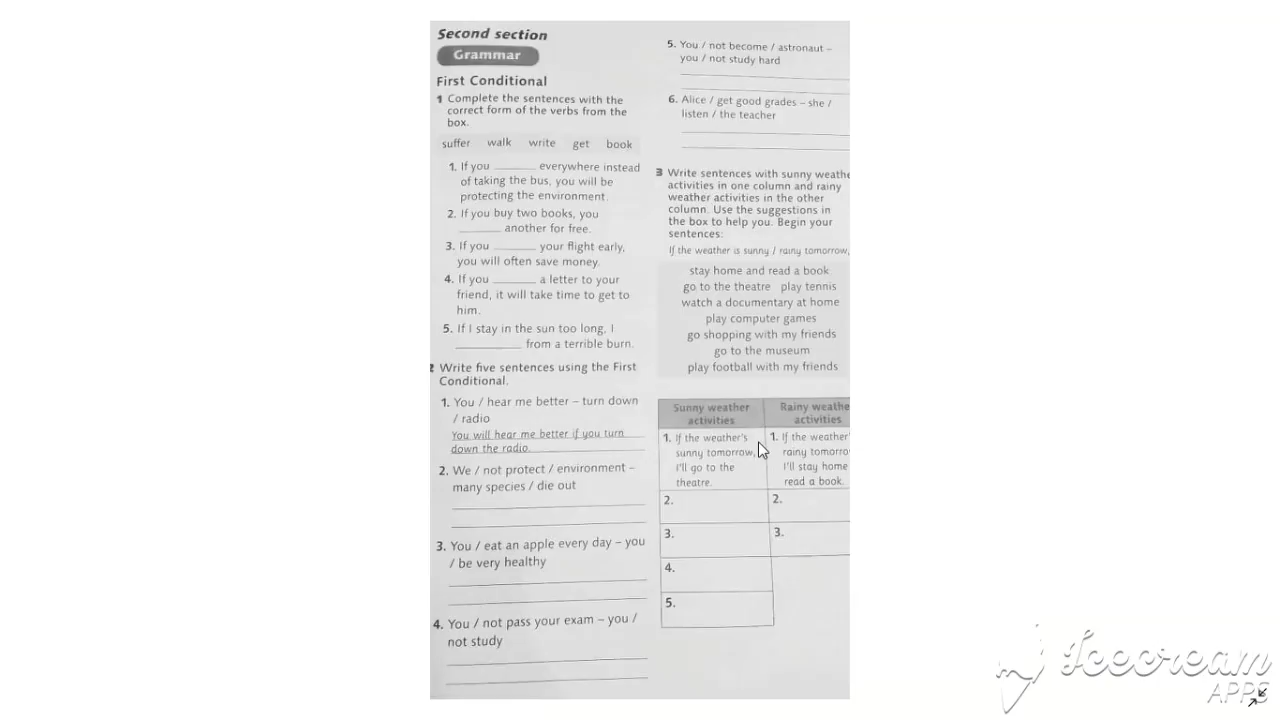 Second section
Grammar
First Conditional
1 Complete the sentences with the
correct form of the verbs from the
box.
suffer walk write get book
1. If you ______ everywhere instead
of taking the bus, you will be
protecting the environment.
2. If you buy two books, you
______ another for free.
3. If you ______ your flight early,
you will often save money.
4. If you ______ a letter to your
friend, it will take time to get to
him.
5. If I stay in the sun too long, I
______ from a terrible burn.
2 Write five sentences using the First
Conditional.
1. You / hear me better – turn down
/ radio
You will hear me better if you turn
down the radio.
2. We / not protect / environment –
many species / die out
3. You / eat an apple every day – you
/ be very healthy
4. You / not pass your exam – you /
not study
5. You / not become / astronaut –
you / not study hard
6. Alice / get good grades – she /
listen / the teacher
3 Write sentences with sunny weathe
activities in one column and rainy
weather activities in the other
column. Use the suggestions in
the box to help you. Begin your
sentences:
If the weather is sunny / rainy tomorrow,
stay home and read a book
go to the theatre play tennis
watch a documentary at home
play computer games
go shopping with my friends
go to the museum
play football with my friends
Sunny weather
activities
1. If the weather's
sunny tomorrow,
I'll go to the
theatre.
2.
3.
4.
5.
Rainy weathe
activities
1. If the weather'
rainy tomorro
I'll stay home
read a book.
2.
3.
Icecream
APPS